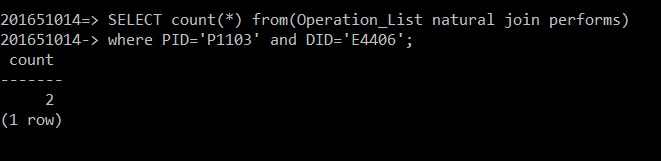 201651014=> SELECT count(*) from(Operation_List natural join performs)
201651014-> where PID='P1103' and DID='E4406';
 count
-------
     2
(1 row)